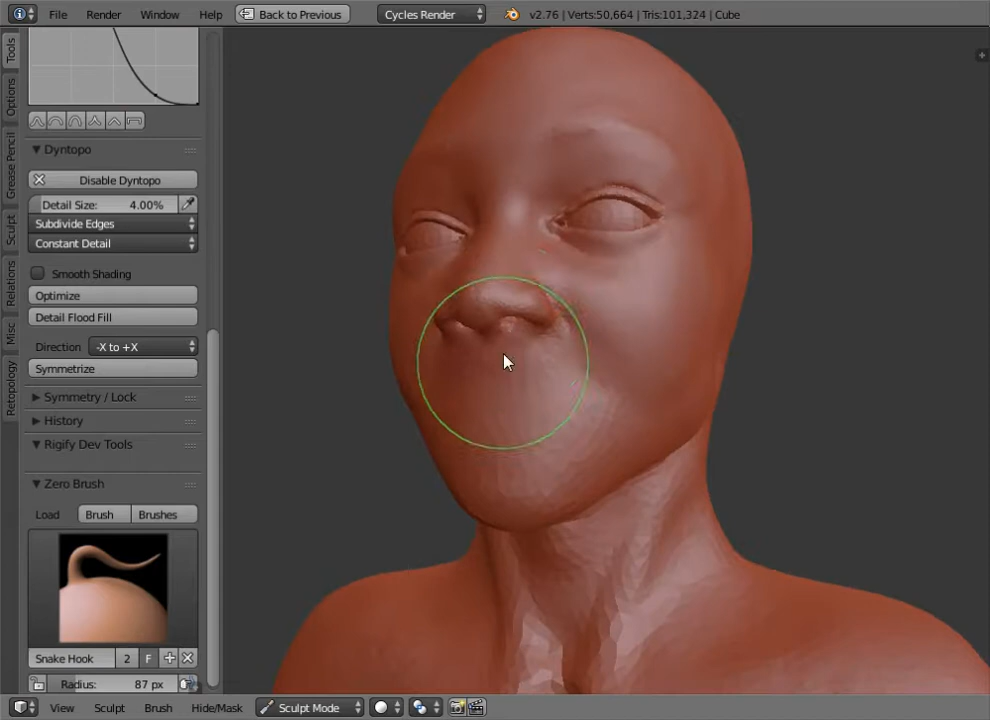 File Render Window Help Back to Previous Cycles Render v2.76 | Verts:50,664 | Tris:101,324 | Cube
Tools
Options
Grease Pencil
Sculpt
Relations
Misc
Retopology
Dyntopo
Disable Dyntopo
Detail Size: 4.00%
Subdivide Edges
Constant Detail
Smooth Shading
Optimize
Detail Flood Fill
Direction -X to +X
Symmetrize
Symmetry / Lock
History
Rigify Dev Tools
Zero Brush
Load Brush Brushes
Snake Hook 2 F
Radius: 87 px
View Sculpt Brush Hide/Mask Sculpt Mode